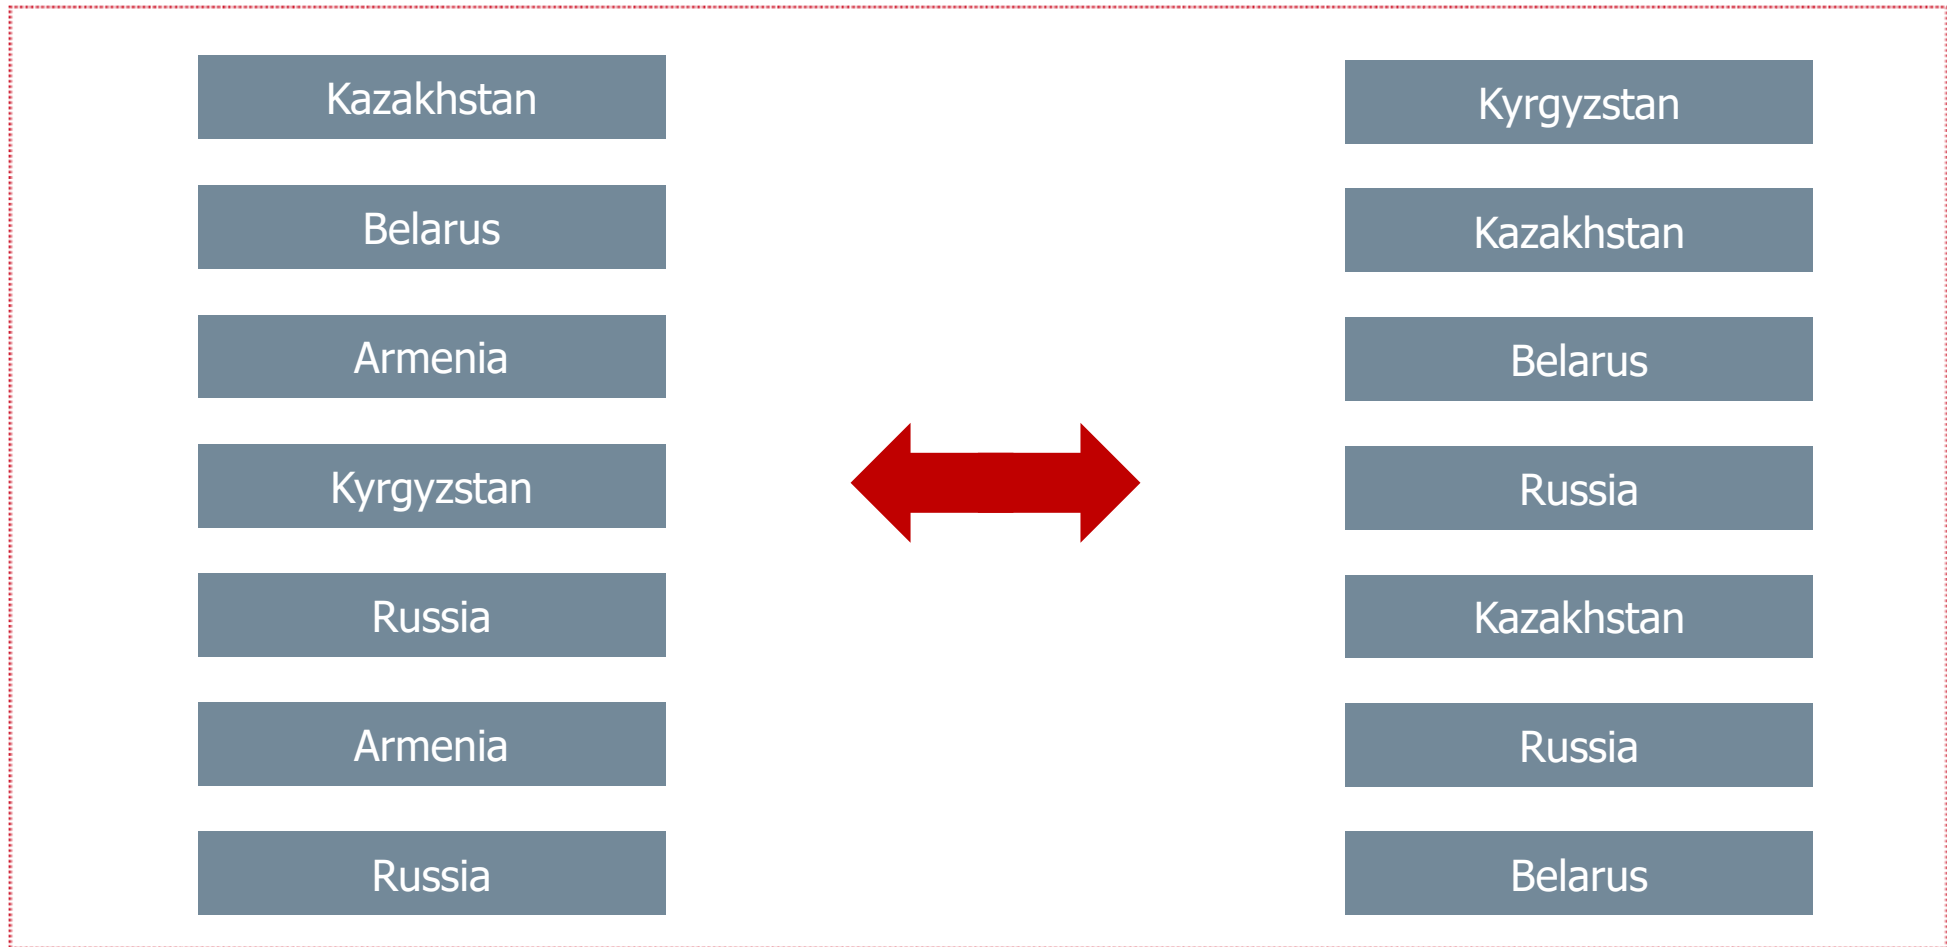 Kazakhstan
Kyrgyzstan
Belarus
Kazakhstan
Armenia
Belarus
Kyrgyzstan
Russia
Russia
Kazakhstan
Armenia
Russia
Russia
Belarus